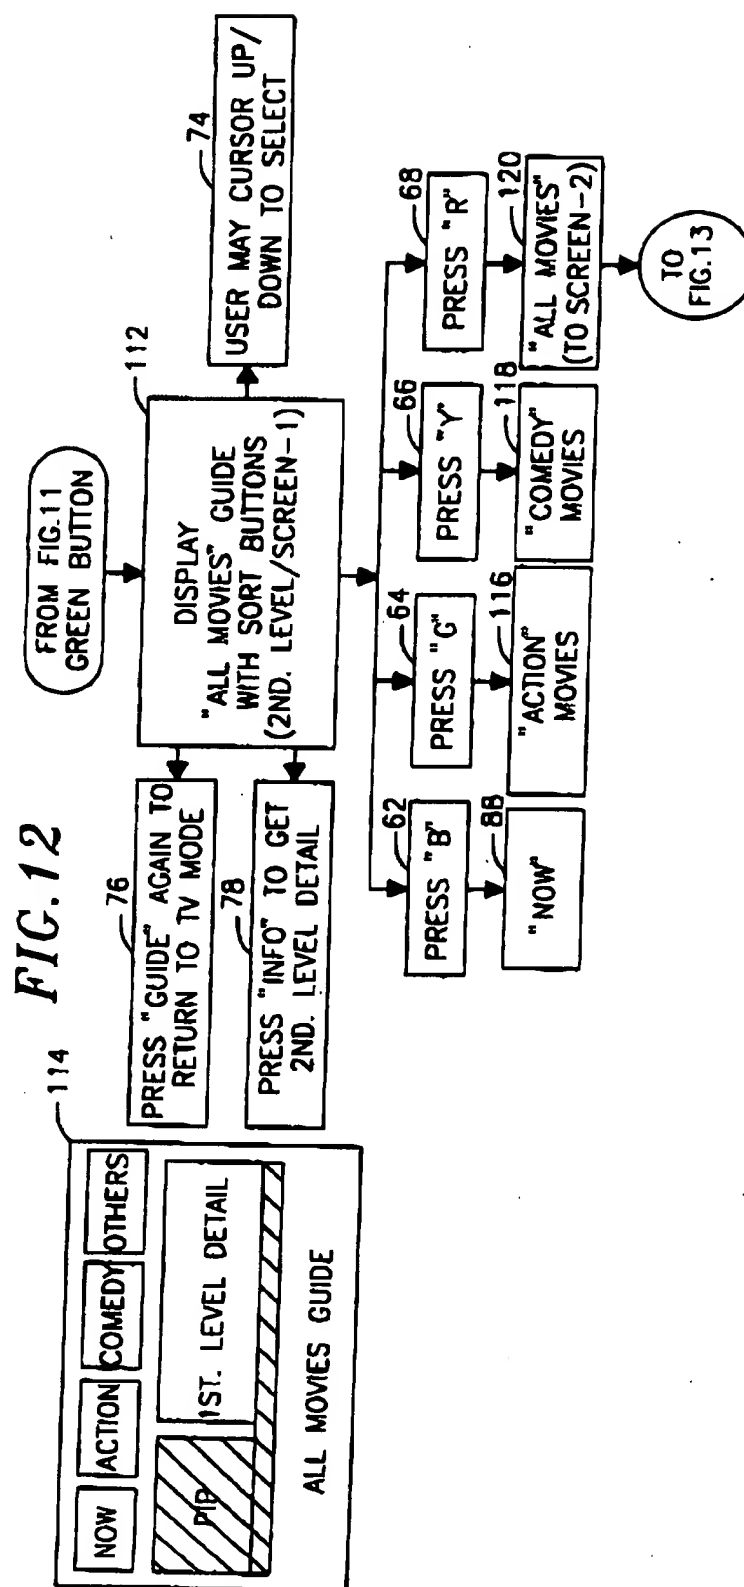 FIG.12
114
NOW
ACTION
COMEDY
OTHERS
PIP
1ST. LEVEL DETAIL
ALL MOVIES GUIDE
FROM FIG.11
GREEN BUTTON
112
DISPLAY
"ALL MOVIES" GUIDE
WITH SORT BUTTONS
(2ND. LEVEL/SCREEN-1)
76
PRESS "GUIDE" AGAIN TO
RETURN TO TV MODE
78
PRESS "INFO" TO GET
2ND. LEVEL DETAIL
74
USER MAY CURSOR UP/
DOWN TO SELECT
62
PRESS "B"
64
PRESS "G"
66
PRESS "Y"
68
PRESS "R"
88
"NOW"
116
"ACTION"
MOVIES
118
"COMEDY"
MOVIES
120
"ALL MOVIES"
(TO SCREEN-2)
TO
FIG.13